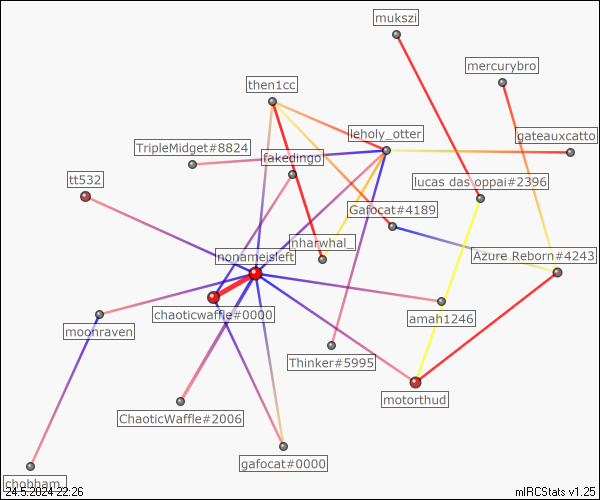 mukszi
mercurybro
then1cc
leholy_otter
gateauxcatto
TripleMidget#8824
fakedingo
tt532
lucas das oppai#2396
Gafocat#4189
nharwhal_
nonameisleft
Azure Reborn#4243
chaoticwaffle#0000
amah1246
moonraven
Thinker#5995
motorthud
ChaoticWaffle#2006
gafocat#0000
chobham_
24.5.2024 22:26
mIRCStats v1.25